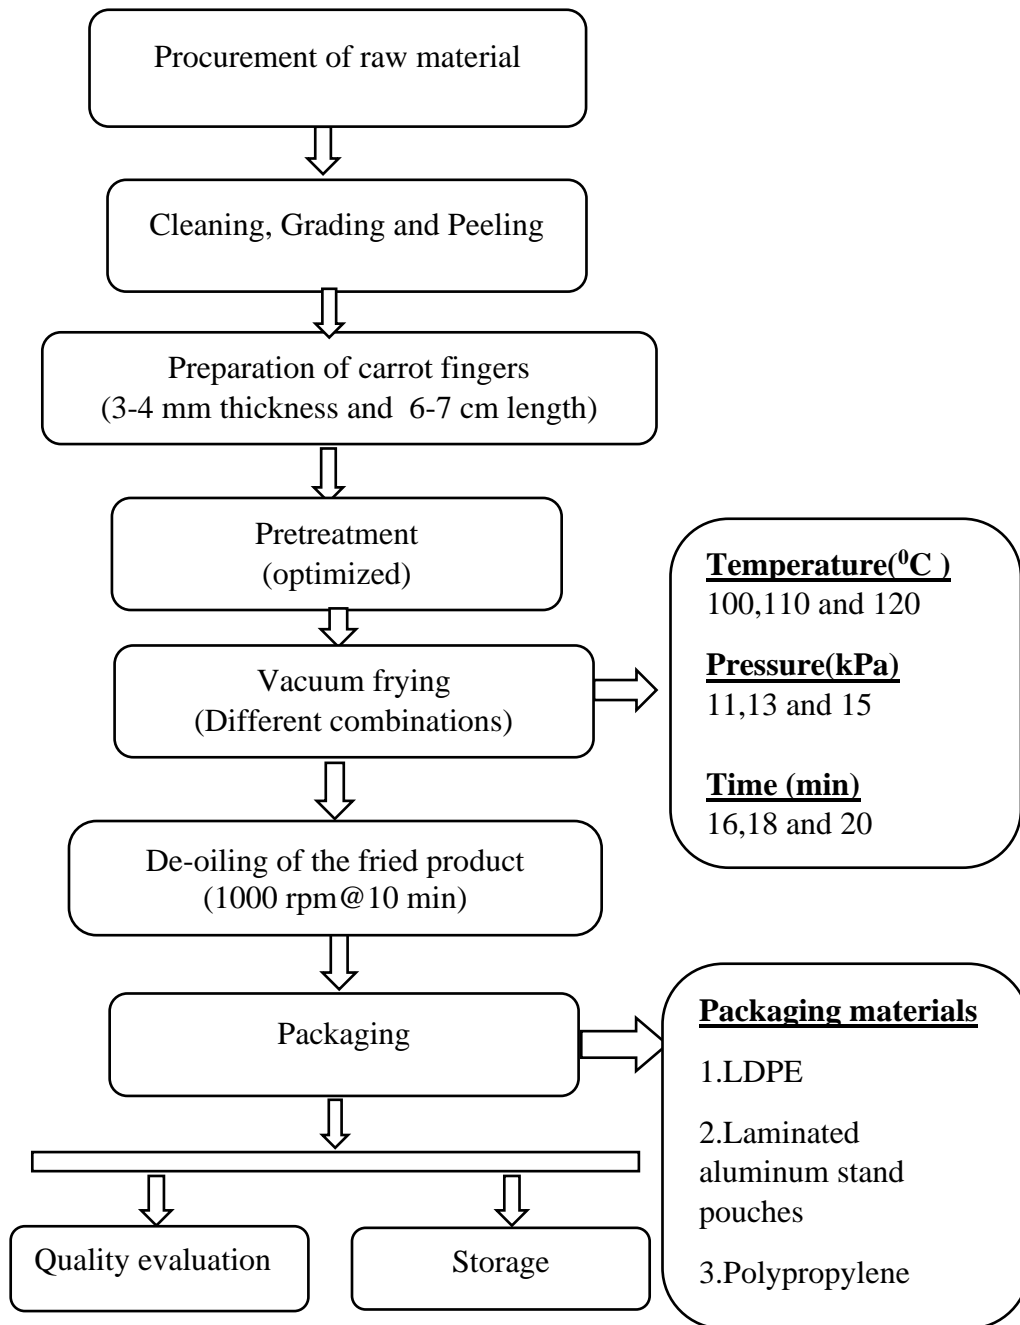 Procurement of raw material
Cleaning, Grading and Peeling
Preparation of carrot fingers
(3-4 mm thickness and 6-7 cm length)
Pretreatment
(optimized)
Vacuum frying
(Different combinations)
Temperature(⁰C )
100,110 and 120
Pressure(kPa)
11,13 and 15
Time (min)
16,18 and 20
De-oiling of the fried product
(1000 rpm@10 min)
Packaging
Packaging materials
1.LDPE
2.Laminated
aluminum stand
pouches
3.Polypropylene
Quality evaluation
Storage